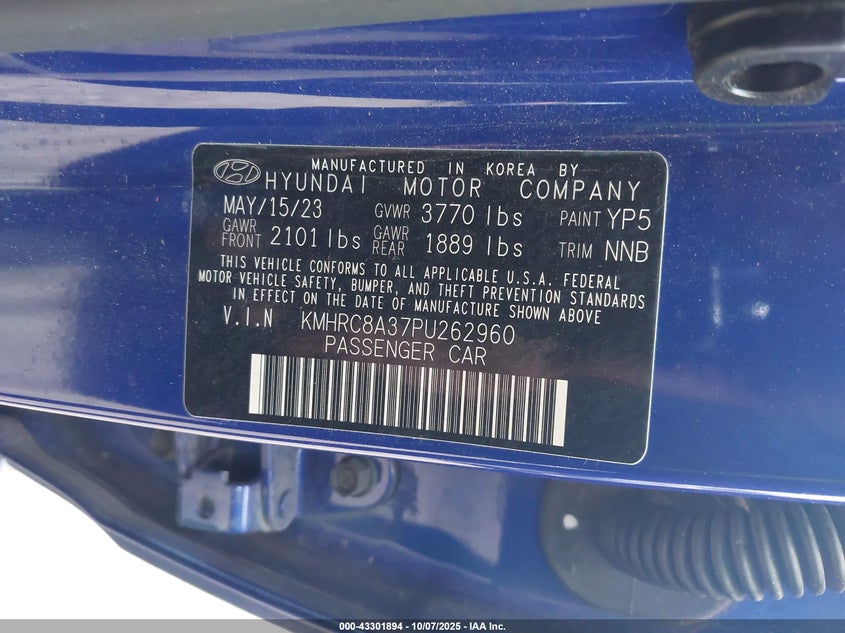 MANUFACTURED IN KOREA BY
HYUNDAI MOTOR COMPANY
MAY/15/23 GVWR 3770 lbs PAINT YP5
GAWR FRONT 2101 lbs GAWR REAR 1889 lbs TRIM NNB
THIS VEHICLE CONFORMS TO ALL APPLICABLE U.S.A. FEDERAL
MOTOR VEHICLE SAFETY, BUMPER, AND THEFT PREVENTION STANDARDS
IN EFFECT ON THE DATE OF MANUFACTURE SHOWN ABOVE
V.I.N KMHRC8A37PU262960
PASSENGER CAR
000-43301894 - 10/07/2025 - IAA Inc.